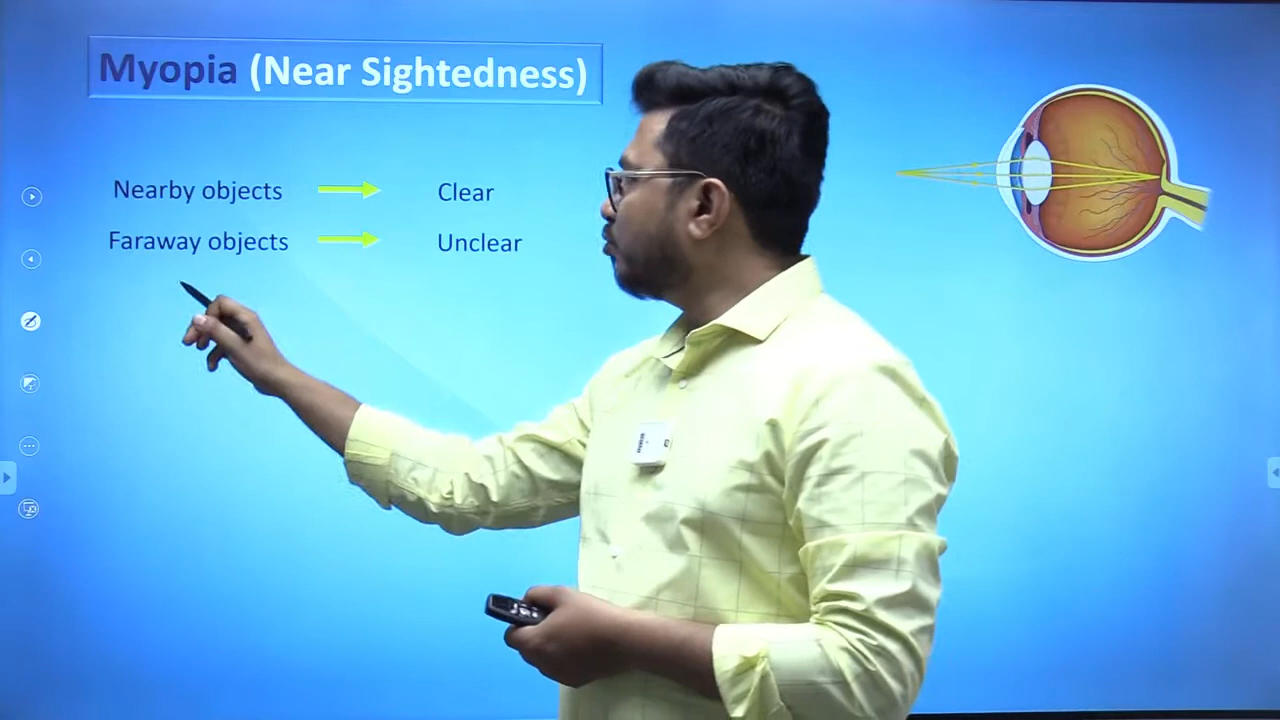 Myopia (Near Sightedness)
Nearby objects → Clear
Faraway objects → Unclear